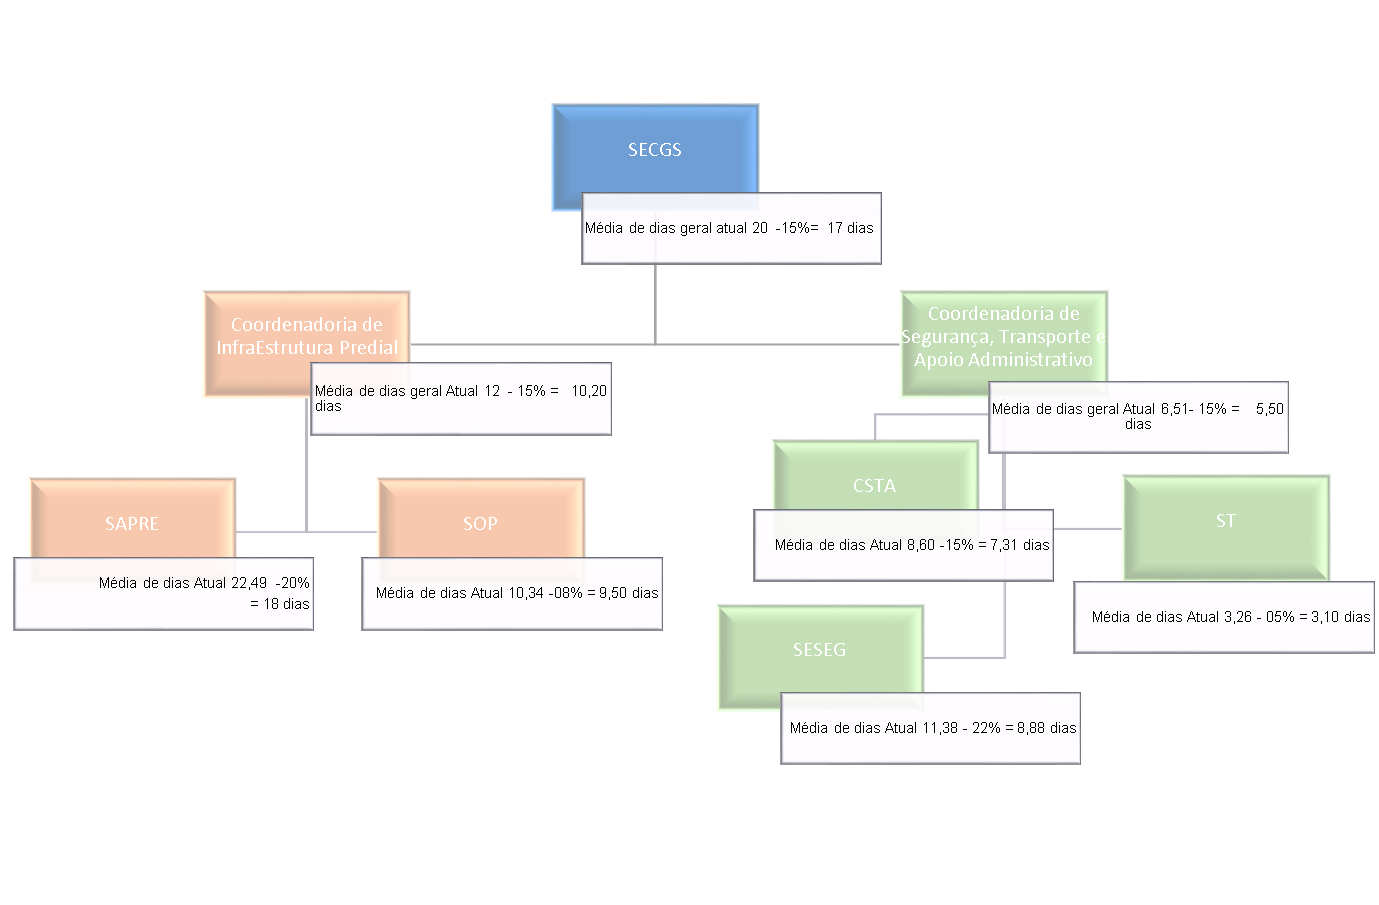 SECGS
Média de dias geral atual 20 -15%= 17 dias
Coordenadoria de
InfraEstrutura Predial
Média de dias geral Atual 12 - 15% = 10,20
dias
Coordenadoria de
Segurança, Transporte e
Apoio Administrativo
Média de dias geral Atual 6,51- 15% = 5,50
dias
SAPRE
Média de dias Atual 22,49 -20%
= 18 dias
SOP
Média de dias Atual 10,34 -08% = 9,50 dias
CSTA
Média de dias Atual 8,60 -15% = 7,31 dias
ST
Média de dias Atual 3,26 - 05% = 3,10 dias
SESEG
Média de dias Atual 11,38 - 22% = 8,88 dias